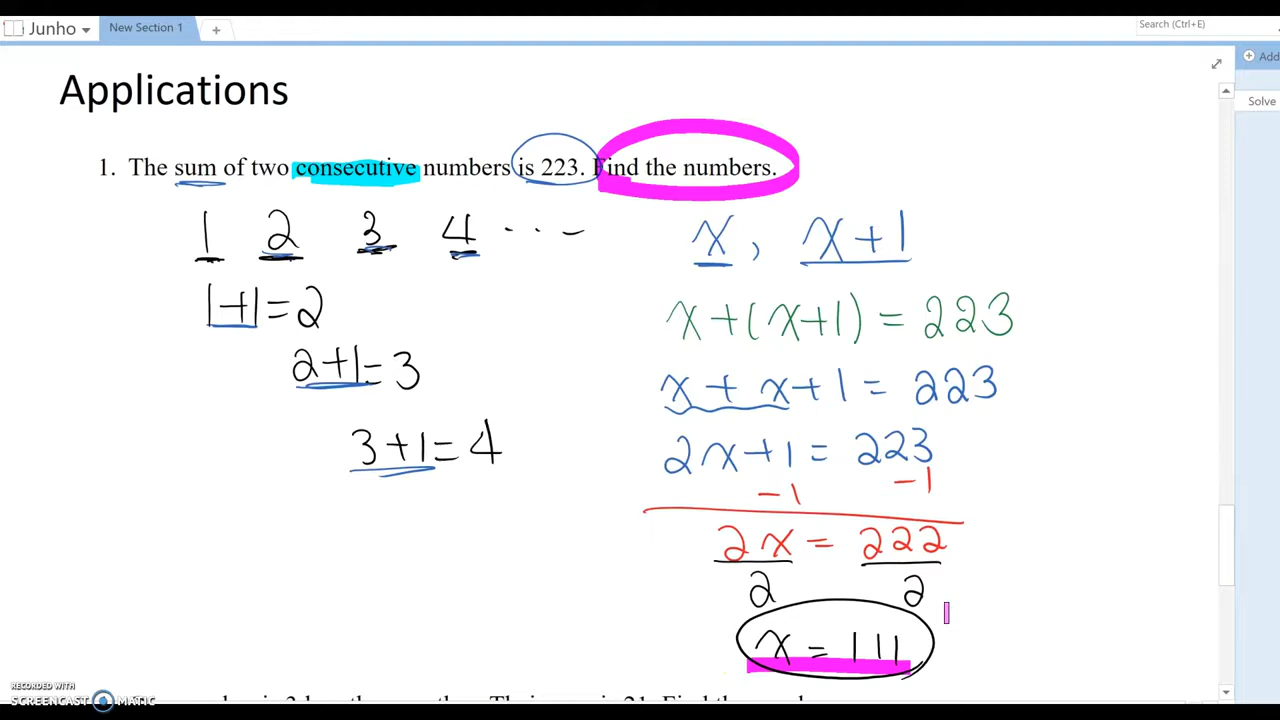 Junho
New Section 1
+
Search (Ctrl+E)
Add
Applications
Solve
1. The sum of two consecutive numbers is 223. Find the numbers.
1 2 3 4 ...
x, x+1
1+1=2
x+(x+1) = 223
2+1=3
x + x+1 = 223
3+1=4
2x+1 = 223
-1 -1
2x = 222
2 2
x = 111
RECORDED WITH
SCREENCAST MATIC